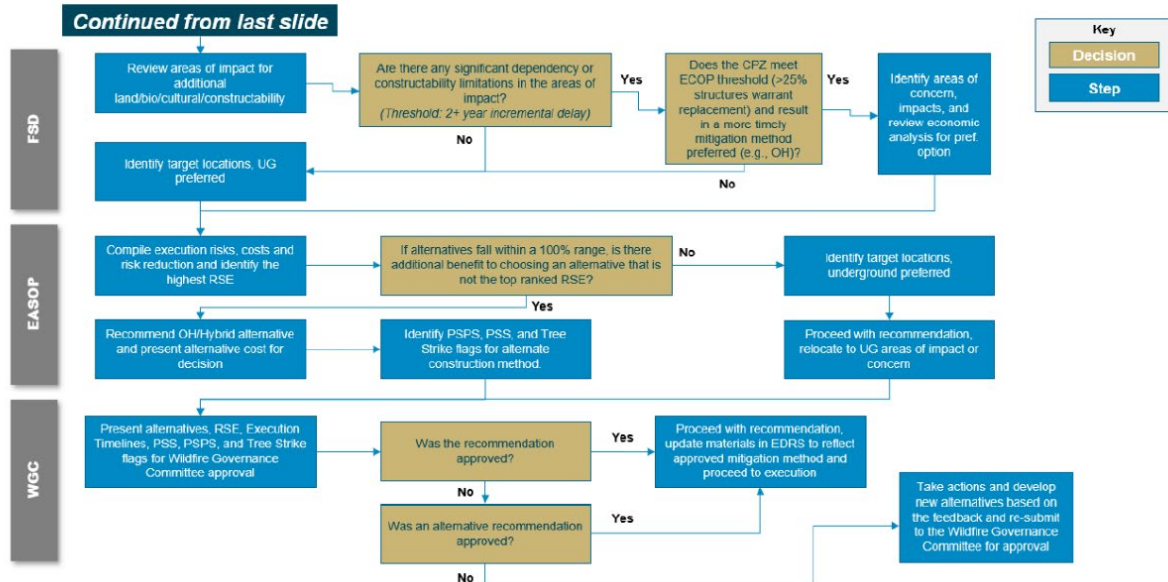 Continued from last slide
Key
Decision
Step
FSD
Review areas of impact for
additional
land/bio/cultural/constructability
Are there any significant dependency or
constructability limitations in the areas of
impact?
(Threshold: 2+ year incremental delay)
Yes
No
Does the CPZ meet
ECOP threshold (>25%
structures warrant
replacement) and result
in a more timely
mitigation method
preferred (e.g., OH)?
Yes
No
Identify areas of
concern,
impacts, and
review economic
analysis for pref.
option
Identify target locations, UG
preferred
EASOP
Compile execution risks, costs and
risk reduction and identify the
highest RSE
If alternatives fall within a 100% range, is there
additional benefit to choosing an alternative that is
not the top ranked RSE?
No
Yes
Identify target locations,
underground preferred
Recommend OH/Hybrid alternative
and present alternative cost for
decision
Identify PSPS, PSS, and Tree
Strike flags for alternate
construction method.
Proceed with recommendation,
relocate to UG areas of impact or
concern
WGC
Present alternatives, RSE, Execution
Timelines, PSS, PSPS, and Tree Strike
flags for Wildfire Governance
Committee approval
Was the recommendation
approved?
Yes
No
Proceed with recommendation,
update materials in EDRS to reflect
approved mitigation method and
proceed to execution
Was an alternative recommendation
approved?
Yes
No
Take actions and develop
new alternatives based on
the feedback and re-submit
to the Wildfire Governance
Committee for approval